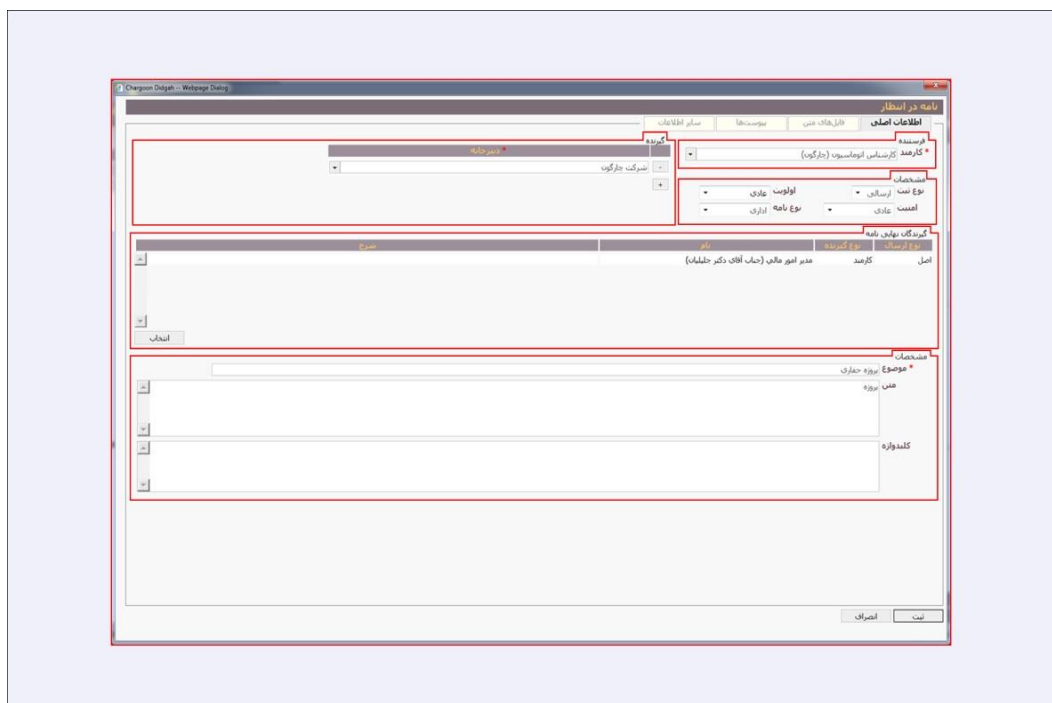 Chargoon Didgah -- Webpage Dialog
نامه در انتظار
اطلاعات اصلی فایل‌های متنی پیوست‌ها سایر اطلاعات
فرستنده
* کارمند کارشناس اتوماسیون (چارگون)
گیرنده
* دبیرخانه
- شرکت چارگون
+
مشخصات
نوع ثبت ارسالی اولویت عادی
امنیت عادی نوع نامه اداری
گیرندگان نهایی نامه
نوع ارسال نوع گیرنده نام شرح
اصل کارمند مدیر امور مالی (جناب آقای دکتر جلیلیان)
انتخاب
مشخصات
* موضوع پروژه حفاری
متن پروژه
کلیدواژه
ثبت انصراف